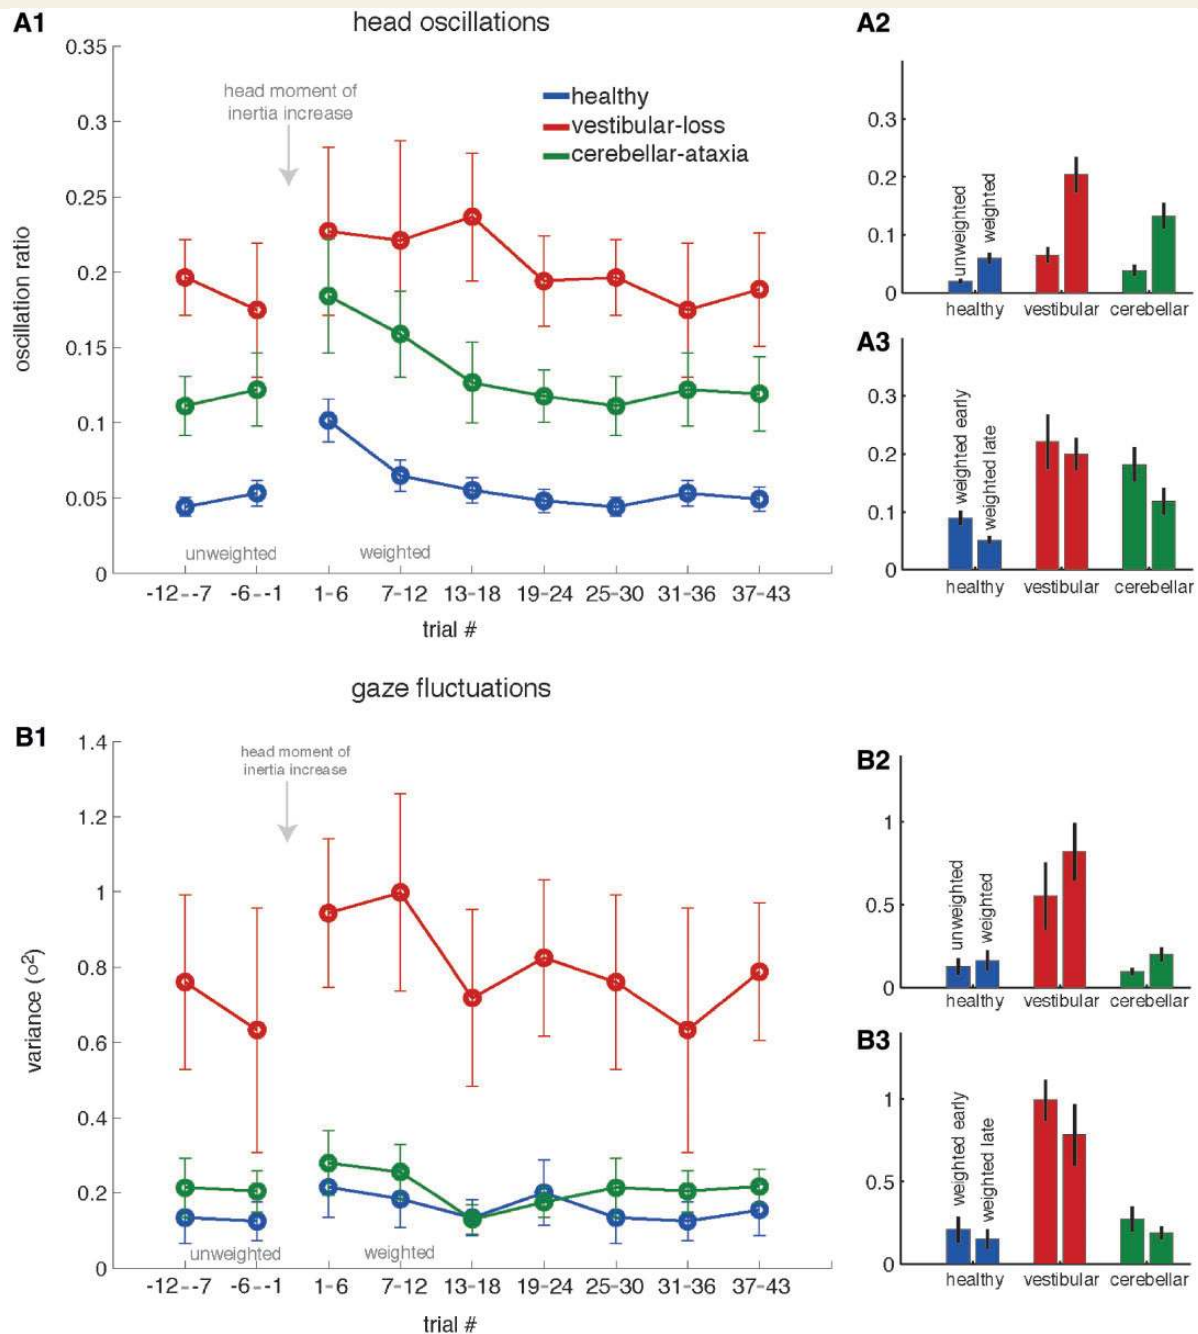 A1
head oscillations
0.35
0.3
0.25
0.2
0.15
0.1
0.05
0
oscillation ratio
head moment of
inertia increase
healthy
vestibular-loss
cerebellar-ataxia
unweighted
weighted
-12--7
-6--1
1-6
7-12
13-18
19-24
25-30
31-36
37-43
trial #
A2
0.3
0.2
0.1
0
unweighted
weighted
healthy
vestibular
cerebellar
A3
0.3
0.2
0.1
0
weighted early
weighted late
healthy
vestibular
cerebellar
gaze fluctuations
B1
1.4
1.2
1
0.8
0.6
0.4
0.2
0
variance (○²)
head moment of
inertia increase
unweighted
weighted
-12--7
-6--1
1-6
7-12
13-18
19-24
25-30
31-36
37-43
trial #
B2
1
0.5
0
unweighted
weighted
healthy
vestibular
cerebellar
B3
1
0.5
0
weighted early
weighted late
healthy
vestibular
cerebellar